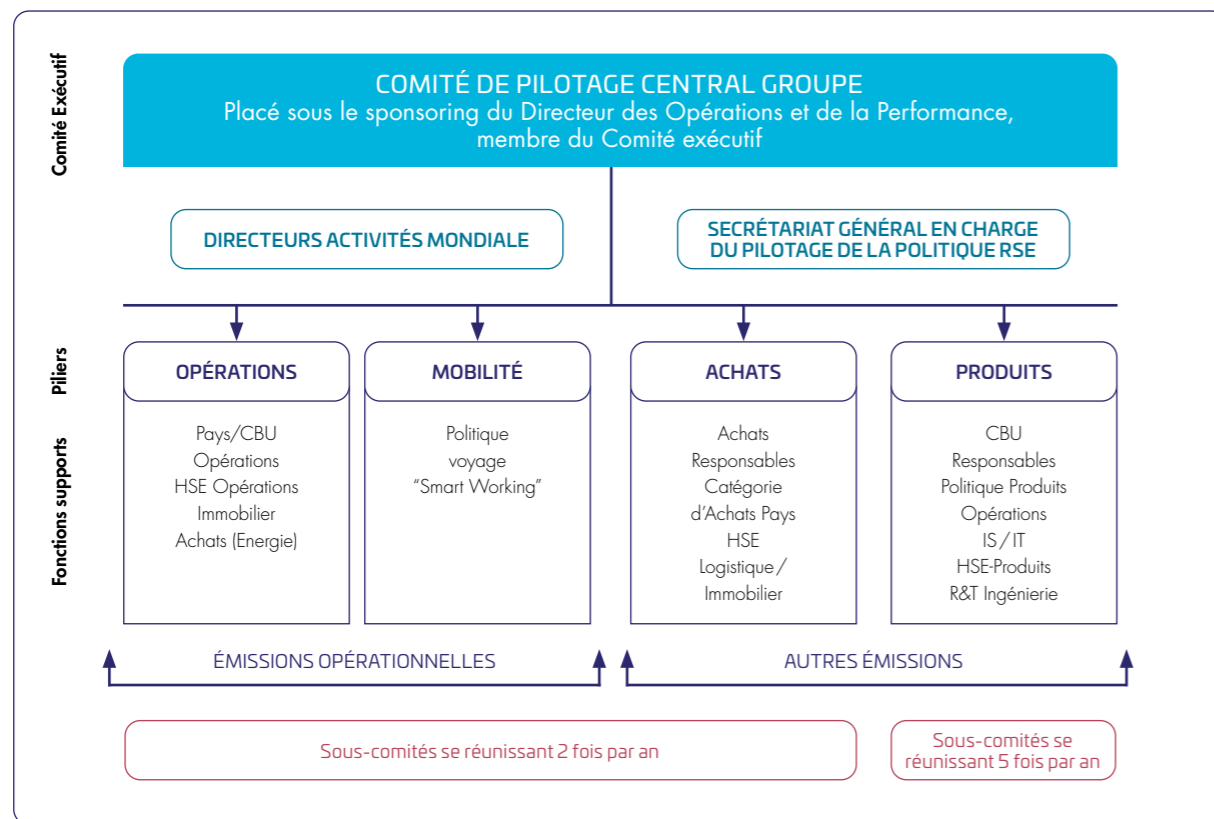 Comité Exécutif
COMITÉ DE PILOTAGE CENTRAL GROUPE
Placé sous le sponsoring du Directeur des Opérations et de la Performance,
membre du Comité exécutif
DIRECTEURS ACTIVITÉS MONDIALE
SECRÉTARIAT GÉNÉRAL EN CHARGE
DU PILOTAGE DE LA POLITIQUE RSE
Piliers
OPÉRATIONS
MOBILITÉ
ACHATS
PRODUITS
Fonctions supports
Pays/CBU
Opérations
HSE Opérations
Immobilier
Achats (Energie)
Politique
voyage
“Smart Working”
Achats
Responsables
Catégorie
d’Achats Pays
HSE
Logistique/
Immobilier
CBU
Responsables
Politique Produits
Opérations
IS/IT
HSE-Produits
R&T Ingénierie
ÉMISSIONS OPÉRATIONNELLES
AUTRES ÉMISSIONS
Sous-comités se réunissant 2 fois par an
Sous-comités se
réunissant 5 fois par an